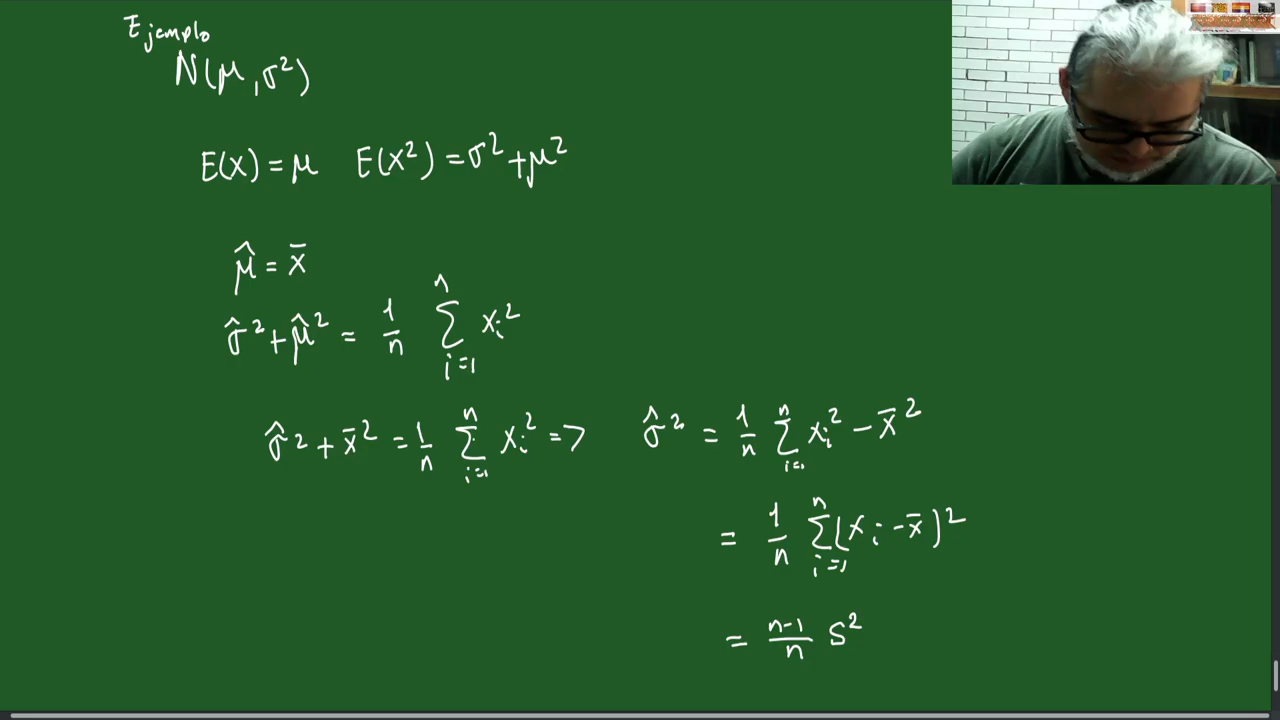 Ejemplo
N(μ, σ²)
E(X) = μ E(X²) = σ² + μ²
μ̂ = x̄
σ̂² + μ̂² = 1/n ∑_{i=1}^{n} xᵢ²
σ̂² + x̄² = 1/n ∑_{i=1}^{n} xᵢ² => σ̂² = 1/n ∑_{i=1}^{n} xᵢ² − x̄²
= 1/n ∑_{i=1}^{n} (xᵢ − x̄)²
= n-1/n S²